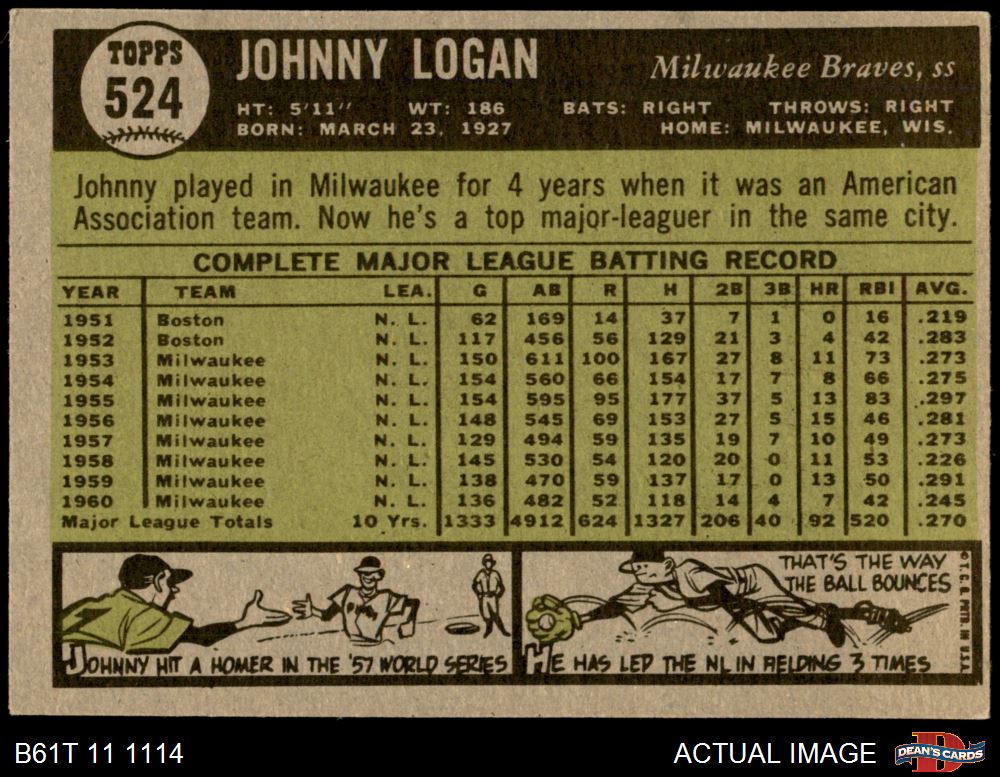 TOPPS
524
JOHNNY LOGAN
Milwaukee Braves, ss
HT: 5'11" WT: 186 BATS: RIGHT THROWS: RIGHT
BORN: MARCH 23, 1927 HOME: MILWAUKEE, WIS.
Johnny played in Milwaukee for 4 years when it was an American
Association team. Now he's a top major-leaguer in the same city.
COMPLETE MAJOR LEAGUE BATTING RECORD
YEAR TEAM LEA. G AB R H 2B 3B HR RBI AVG.
1951 Boston N. L. 62 169 14 37 7 1 0 16 .219
1952 Boston N. L. 117 456 56 129 21 3 4 42 .283
1953 Milwaukee N. L. 150 611 100 167 27 8 11 73 .273
1954 Milwaukee N. L. 154 560 66 154 17 7 8 66 .275
1955 Milwaukee N. L. 154 595 95 177 37 5 13 83 .297
1956 Milwaukee N. L. 148 545 69 153 27 5 15 46 .281
1957 Milwaukee N. L. 129 494 59 135 19 7 10 49 .273
1958 Milwaukee N. L. 145 530 54 120 20 0 11 53 .226
1959 Milwaukee N. L. 138 470 59 137 17 0 13 50 .291
1960 Milwaukee N. L. 136 482 52 118 14 4 7 42 .245
Major League Totals 10 Yrs. 1333 4912 624 1327 206 40 92 520 .270
JOHNNY HIT A HOMER IN THE '57 WORLD SERIES
THAT'S THE WAY
THE BALL BOUNCES
HE HAS LED THE NL IN FIELDING 3 TIMES
© T. C. G. PRTD. IN U.S.A.
B61T 11 1114
ACTUAL IMAGE
D
DEAN'S CARDS